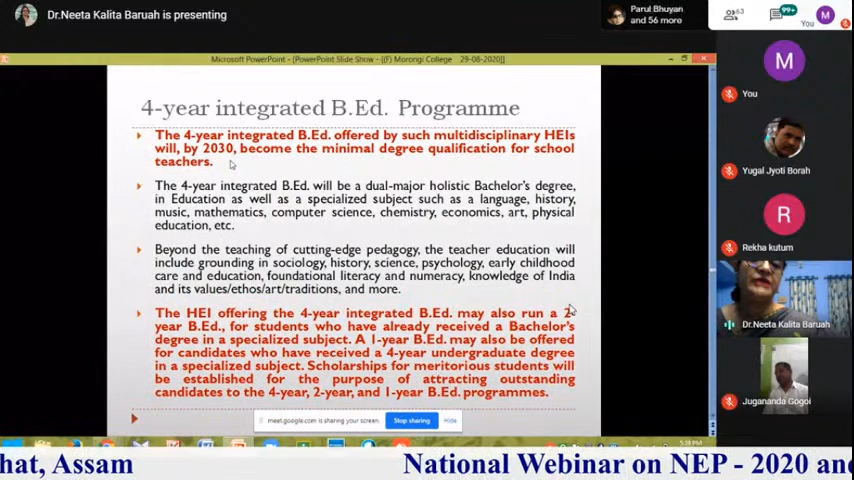 Dr.Neeta Kalita Baruah is presenting
Parul Bhuyan
and 56 more
63
99+
You
Microsoft PowerPoint - [PowerPoint Slide Show - [(F) Morongi College 29-08-2020]]
4-year integrated B.Ed. Programme
The 4-year integrated B.Ed. offered by such multidisciplinary HEIs
will, by 2030, become the minimal degree qualification for school
teachers.
The 4-year integrated B.Ed. will be a dual-major holistic Bachelor's degree,
in Education as well as a specialized subject such as a language, history,
music, mathematics, computer science, chemistry, economics, art, physical
education, etc.
Beyond the teaching of cutting-edge pedagogy, the teacher education will
include grounding in sociology, history, science, psychology, early childhood
care and education, foundational literacy and numeracy, knowledge of India
and its values/ethos/art/traditions, and more.
The HEI offering the 4-year integrated B.Ed. may also run a 2-
year B.Ed., for students who have already received a Bachelor's
degree in a specialized subject. A 1-year B.Ed. may also be offered
for candidates who have received a 4-year undergraduate degree
in a specialized subject. Scholarships for meritorious students will
be established for the purpose of attracting outstanding
candidates to the 4-year, 2-year, and 1-year B.Ed. programmes.
meet.google.com is sharing your screen.
Stop sharing
Hide
M
You
Yugal Jyoti Borah
R
Rekha kutum
Dr.Neeta Kalita Baruah
Jugananda Gogoi
M
hat, Assam
National Webinar on NEP - 2020 and